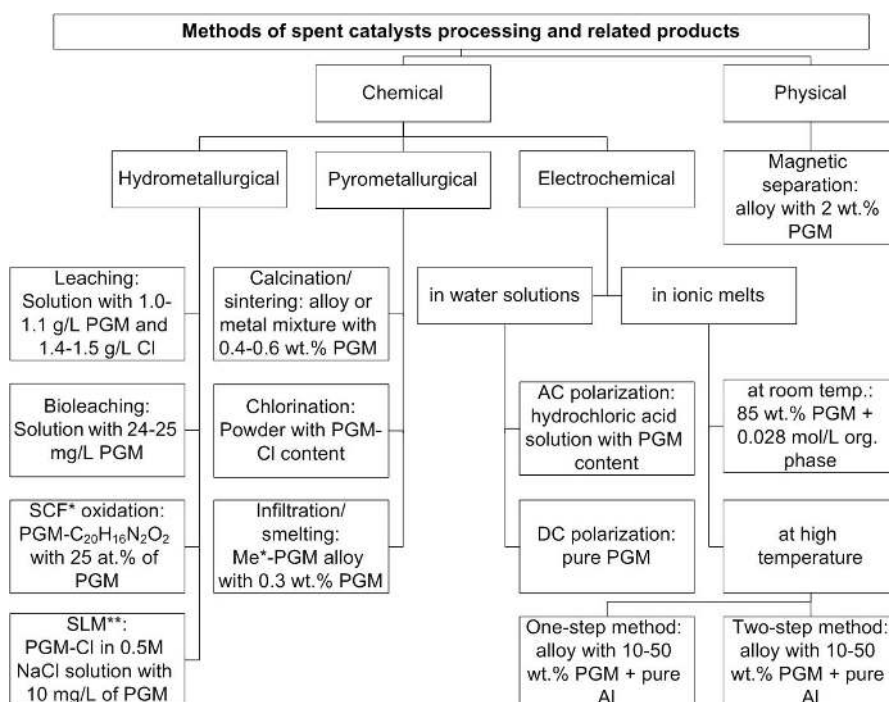 Methods of spent catalysts processing and related products
Chemical
Physical
Hydrometallurgical
Pyrometallurgical
Electrochemical
Magnetic
separation:
alloy with 2 wt.%
PGM
Leaching:
Solution with 1.0-
1.1 g/L PGM and
1.4-1.5 g/L Cl
Calcination/
sintering: alloy or
metal mixture with
0.4-0.6 wt.% PGM
in water solutions
in ionic melts
Bioleaching:
Solution with 24-25
mg/L PGM
Chlorination:
Powder with PGM-
Cl content
AC polarization:
hydrochloric acid
solution with PGM
content
at room temp.:
85 wt.% PGM +
0.028 mol/L org.
phase
SCF* oxidation:
PGM-C₂₀H₁₆N₂O₂
with 25 at.% of
PGM
Infiltration/
smelting:
Me*-PGM alloy
with 0.3 wt.% PGM
DC polarization:
pure PGM
at high
temperature
SLM**:
PGM-Cl in 0.5M
NaCl solution with
10 mg/L of PGM
One-step method:
alloy with 10-50
wt.% PGM + pure
Al
Two-step method:
alloy with 10-50
wt.% PGM + pure
Al